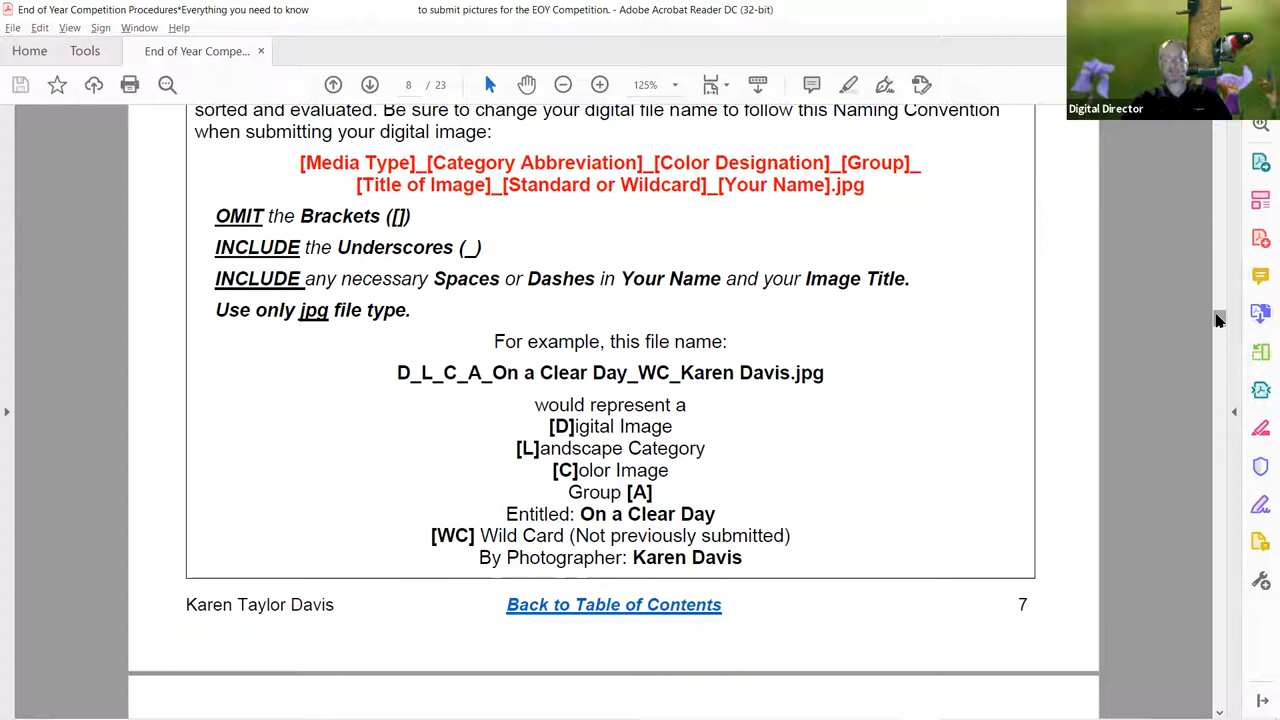 End of Year Competition Procedures*Everything you need to know to submit pictures for the EOY Competition. - Adobe Acrobat Reader DC (32-bit)
File Edit View Sign Window Help
Home Tools End of Year Compe... ×
8 / 23 125%
Digital Director
sorted and evaluated. Be sure to change your digital file name to follow this Naming Convention
when submitting your digital image:
[Media Type]_[Category Abbreviation]_[Color Designation]_[Group]_
[Title of Image]_[Standard or Wildcard]_[Your Name].jpg
OMIT the Brackets ([])
INCLUDE the Underscores (_)
INCLUDE any necessary Spaces or Dashes in Your Name and your Image Title.
Use only jpg file type.
For example, this file name:
D_L_C_A_On a Clear Day_WC_Karen Davis.jpg
would represent a
[D]igital Image
[L]andscape Category
[C]olor Image
Group [A]
Entitled: On a Clear Day
[WC] Wild Card (Not previously submitted)
By Photographer: Karen Davis
Karen Taylor Davis Back to Table of Contents 7